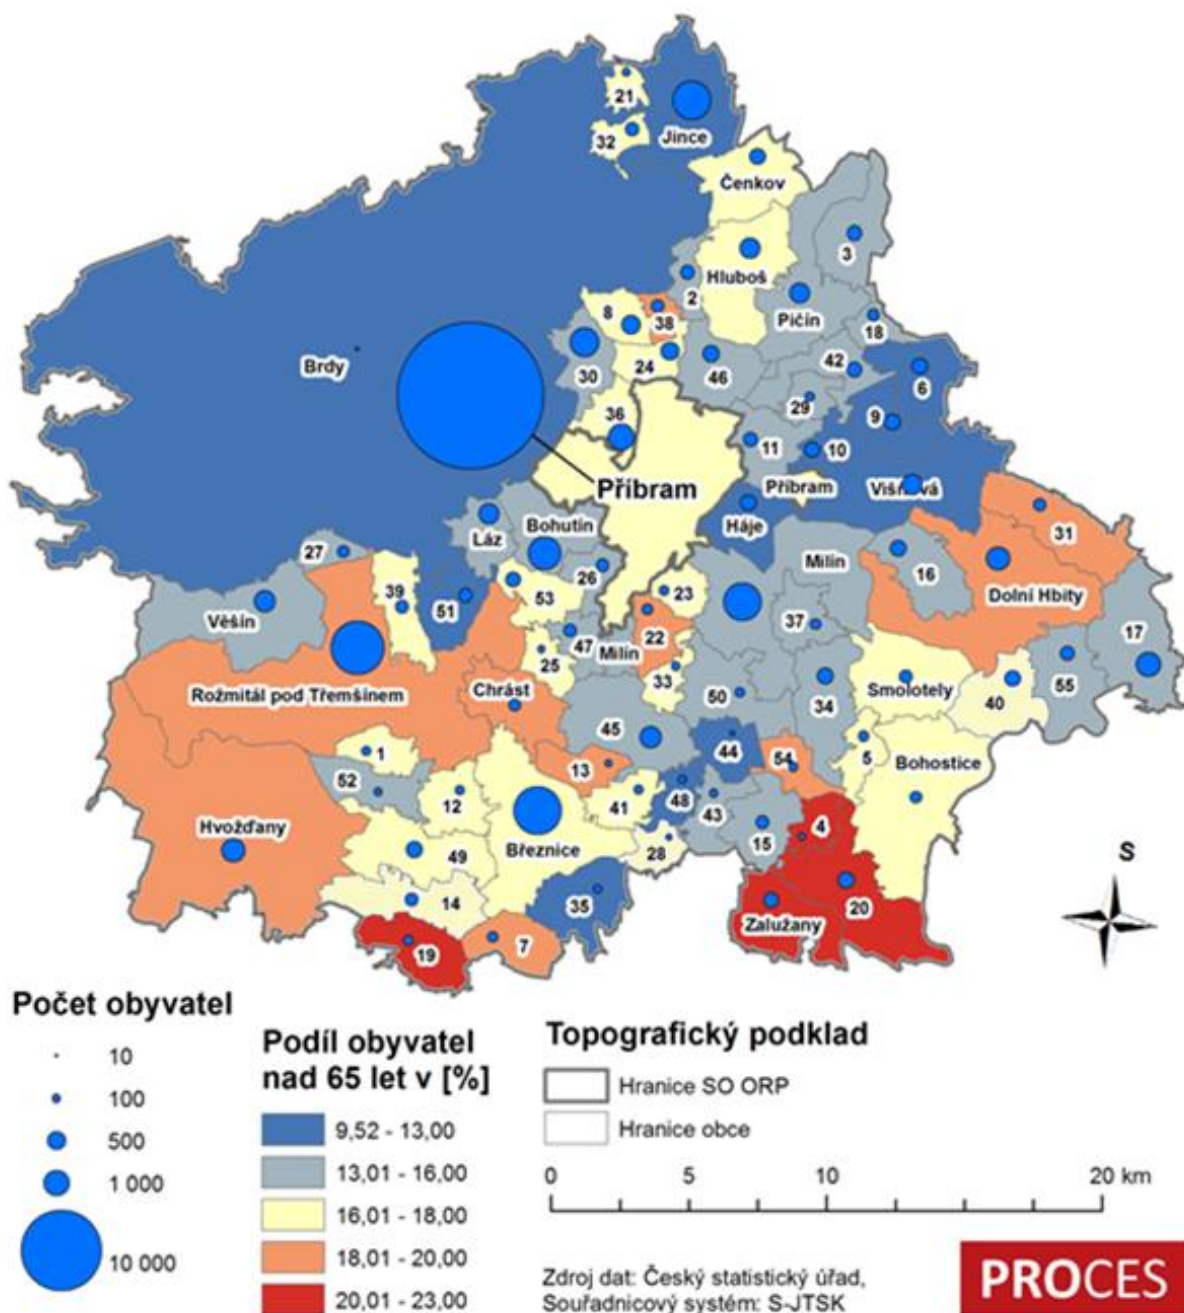 21
32
Jince
Čenkov
3
Hluboš
2
Pičín
8
38
18
Brdy
30
24
46
42
6
29
9
36
11
10
Příbram
Příbram
Višňová
Háje
31
Láz
Bohutín
27
26
Milín
16
Dolní Hbity
39
51
53
23
Věšín
22
37
17
47
Milín
25
33
Rožmitál pod Třemšínem
Chrást
50
34
Smolotely
40
55
45
44
5
1
13
54
Bohostice
52
12
41
48
43
4
Hvožďany
49
Březnice
28
15
S
14
35
20
Zalužany
19
7
Počet obyvatel
10
100
500
1 000
10 000
Podíl obyvatel
nad 65 let v [%]
9,52 - 13,00
13,01 - 16,00
16,01 - 18,00
18,01 - 20,00
20,01 - 23,00
Topografický podklad
Hranice SO ORP
Hranice obce
0 5 10 20 km
Zdroj dat: Český statistický úřad,
Souřadnicový systém: S-JTSK
PROCES